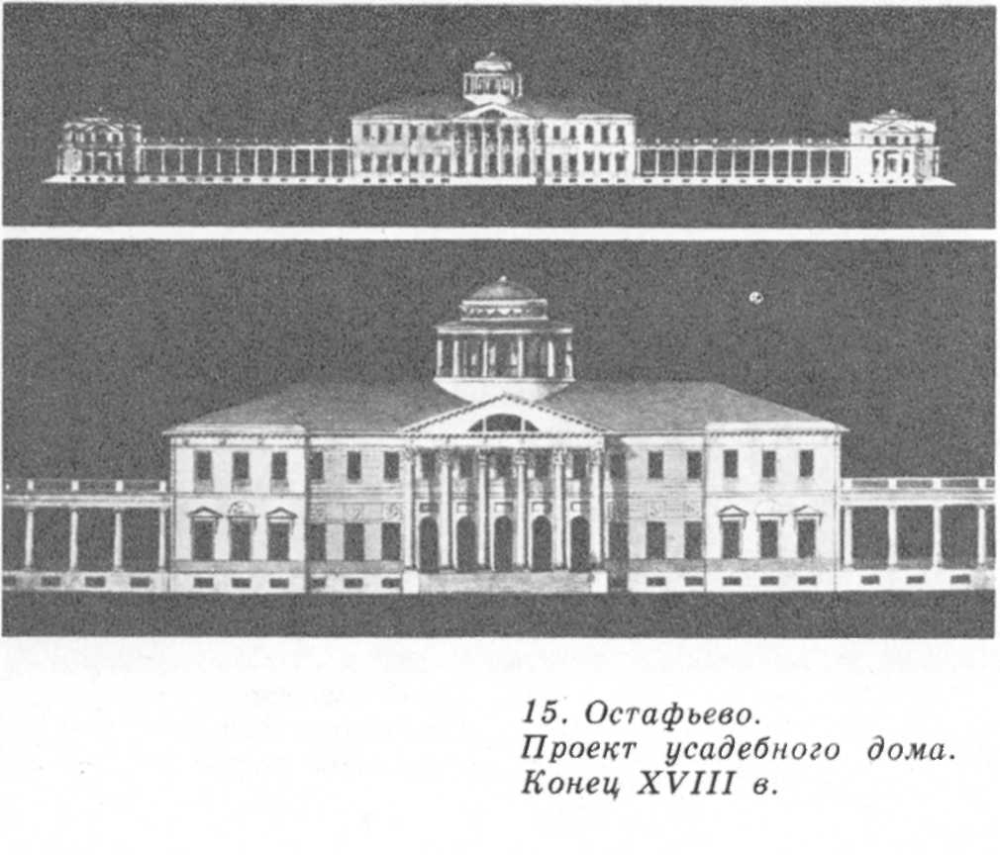 15. Остафьево.
Проект усадебного дома.
Конец XVIII в.